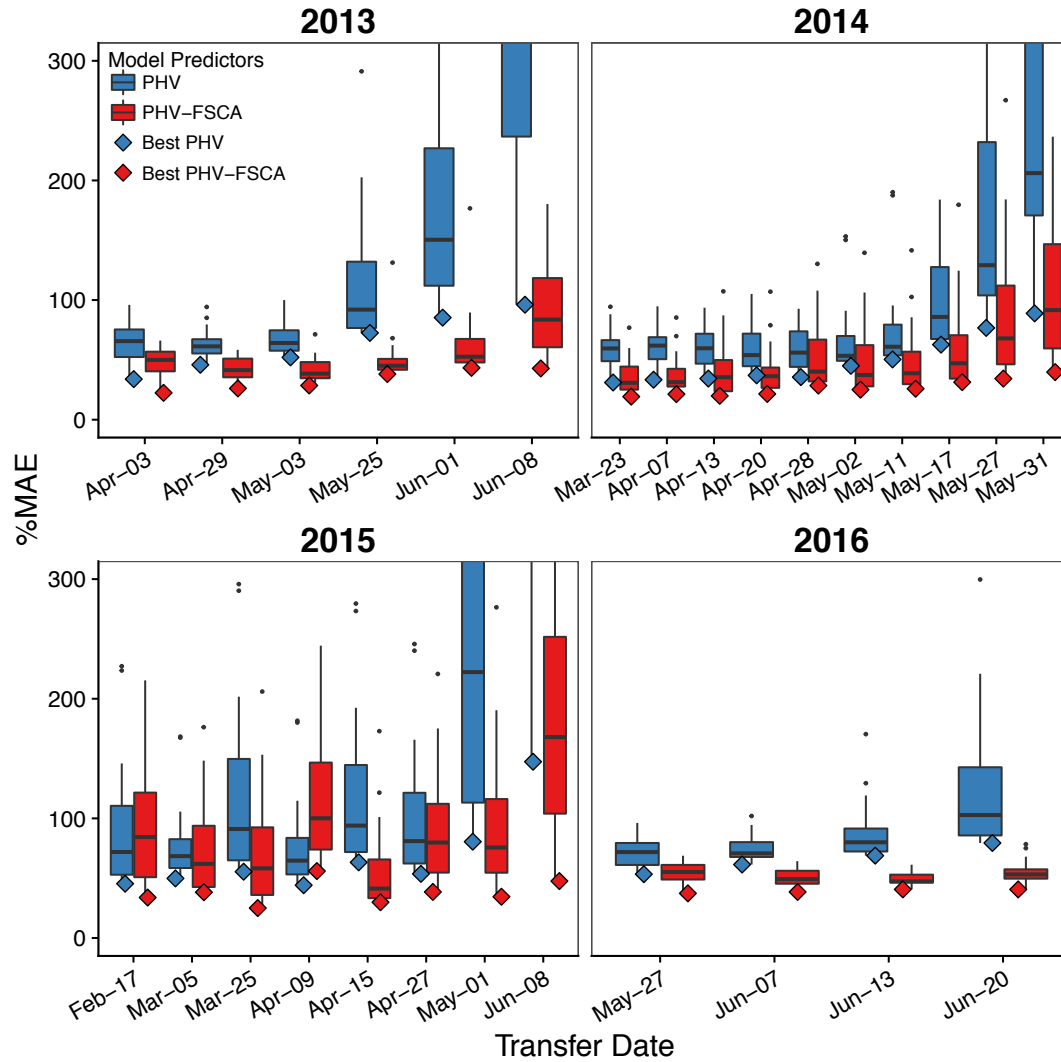 2013
2014
Model Predictors
PHV
PHV−FSCA
Best PHV
Best PHV−FSCA
300
200
100
0
Apr−03
Apr−29
May−03
May−25
Jun−01
Jun−08
Mar−23
Apr−07
Apr−13
Apr−20
Apr−28
May−02
May−11
May−17
May−27
May−31
%MAE
2015
2016
300
200
100
0
Feb−17
Mar−05
Mar−25
Apr−09
Apr−15
Apr−27
May−01
Jun−08
May−27
Jun−07
Jun−13
Jun−20
Transfer Date